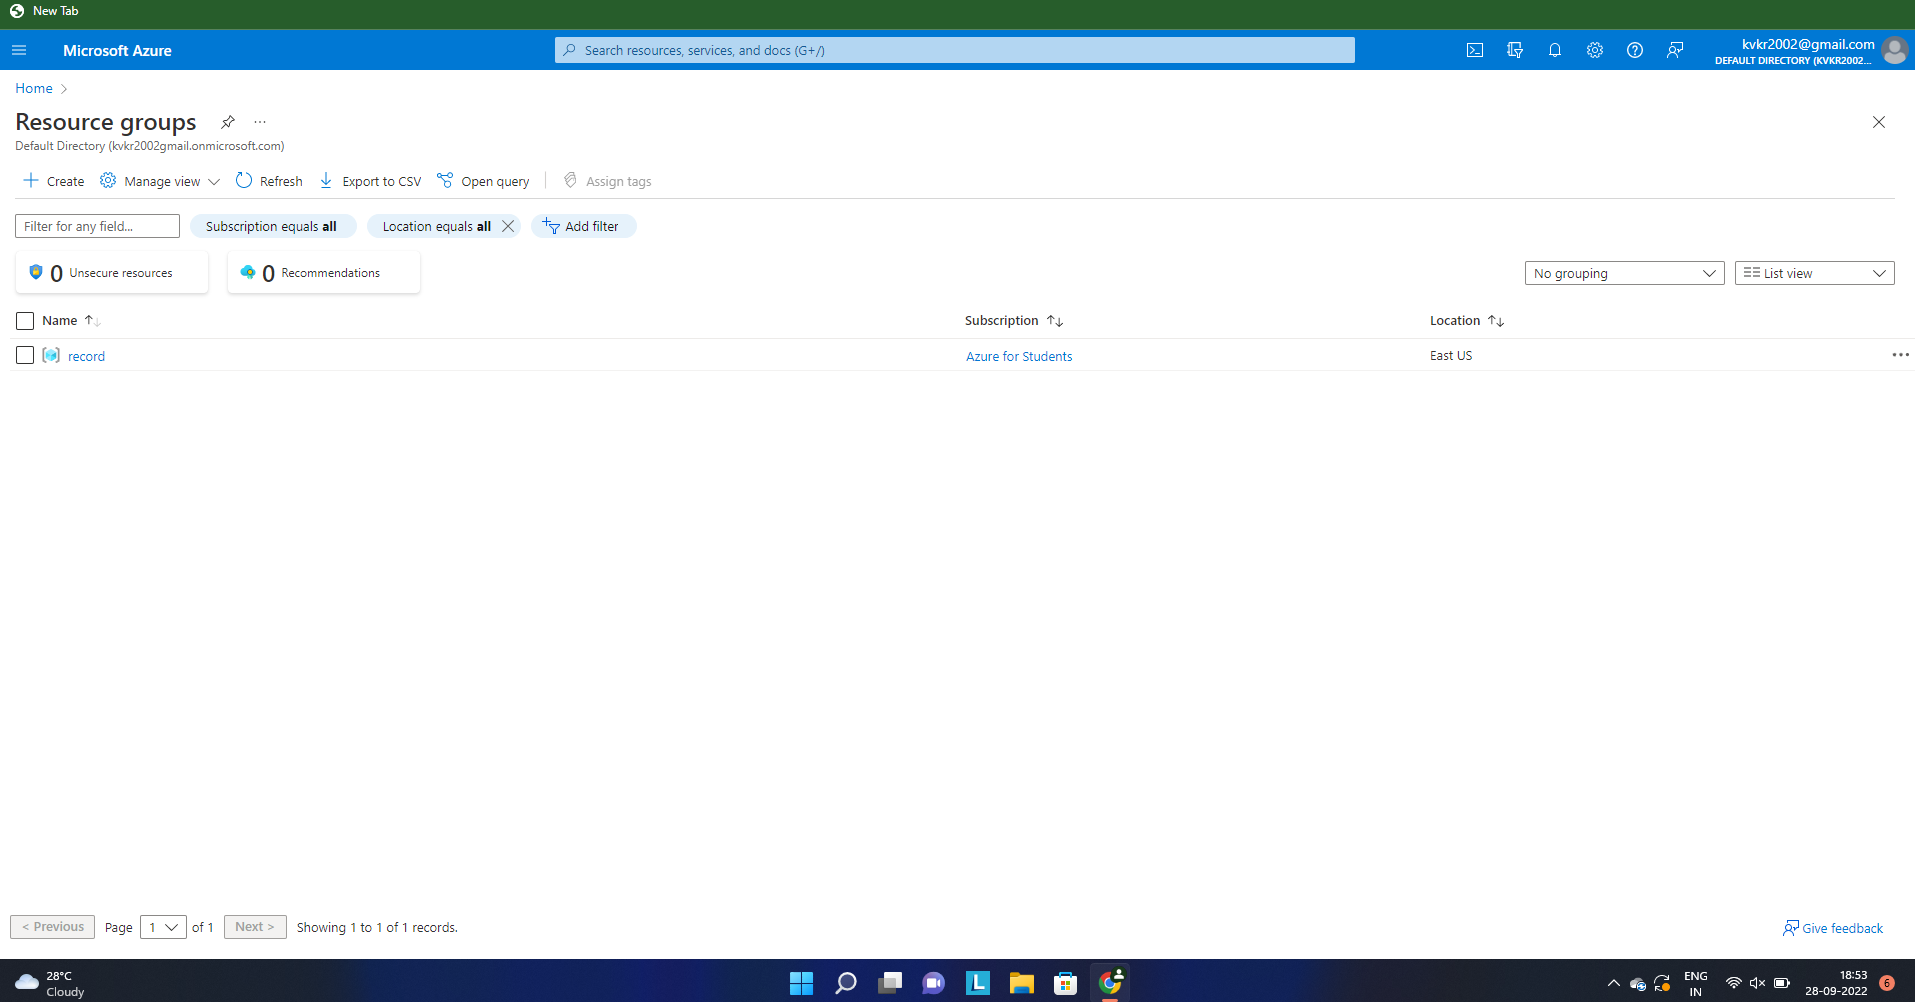 New Tab
Microsoft Azure
Search resources, services, and docs (G+/)
kvkr2002@gmail.com
DEFAULT DIRECTORY (KVKR2002...
Home >
Resource groups
...
Default Directory (kvkr2002gmail.onmicrosoft.com)
Create
Manage view
Refresh
Export to CSV
Open query
Assign tags
Filter for any field...
Subscription equals all
Location equals all
Add filter
0 Unsecure resources
0 Recommendations
No grouping
List view
Name
Subscription
Location
record
Azure for Students
East US
< Previous
Page 1 of 1
Next >
Showing 1 to 1 of 1 records.
Give feedback
28°C
Cloudy
L
ENG
IN
18:53
28-09-2022
6